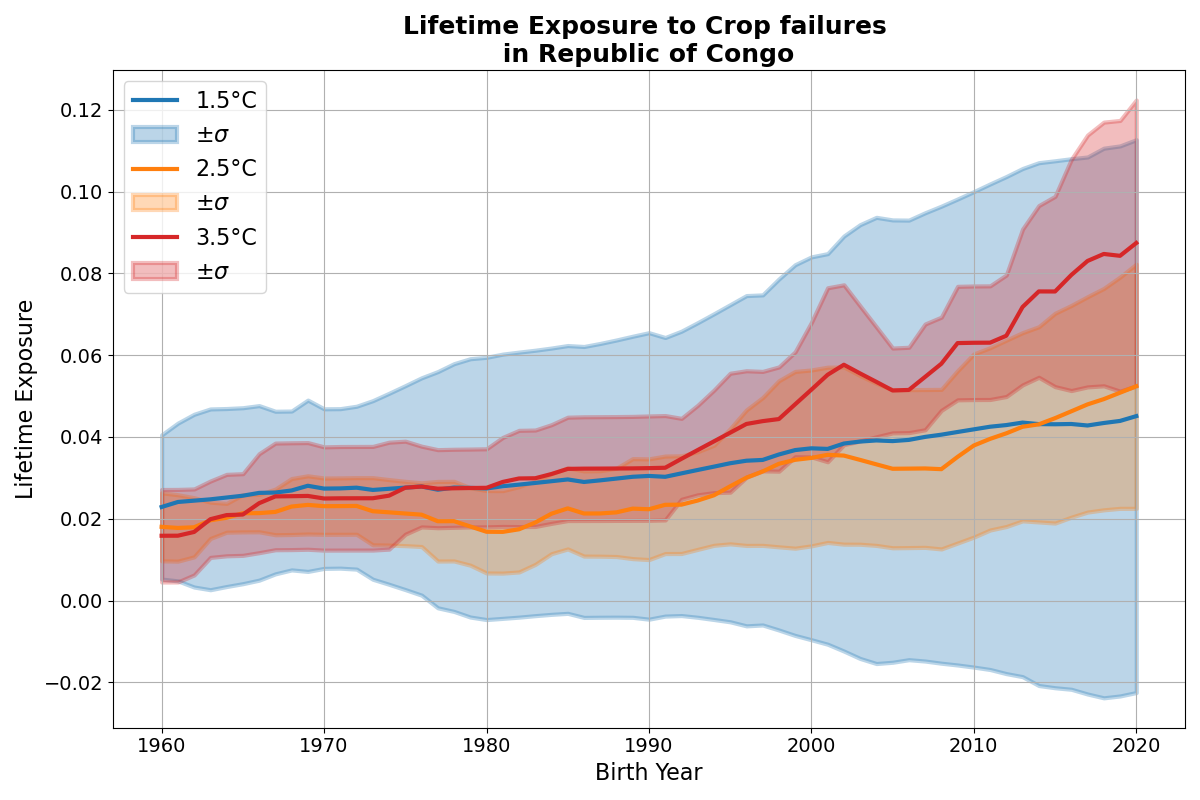 Lifetime Exposure to Crop failures
in Republic of Congo
1.5°C
±σ
2.5°C
±σ
3.5°C
±σ
Lifetime Exposure
0.12
0.10
0.08
0.06
0.04
0.02
0.00
−0.02
1960 1970 1980 1990 2000 2010 2020
Birth Year